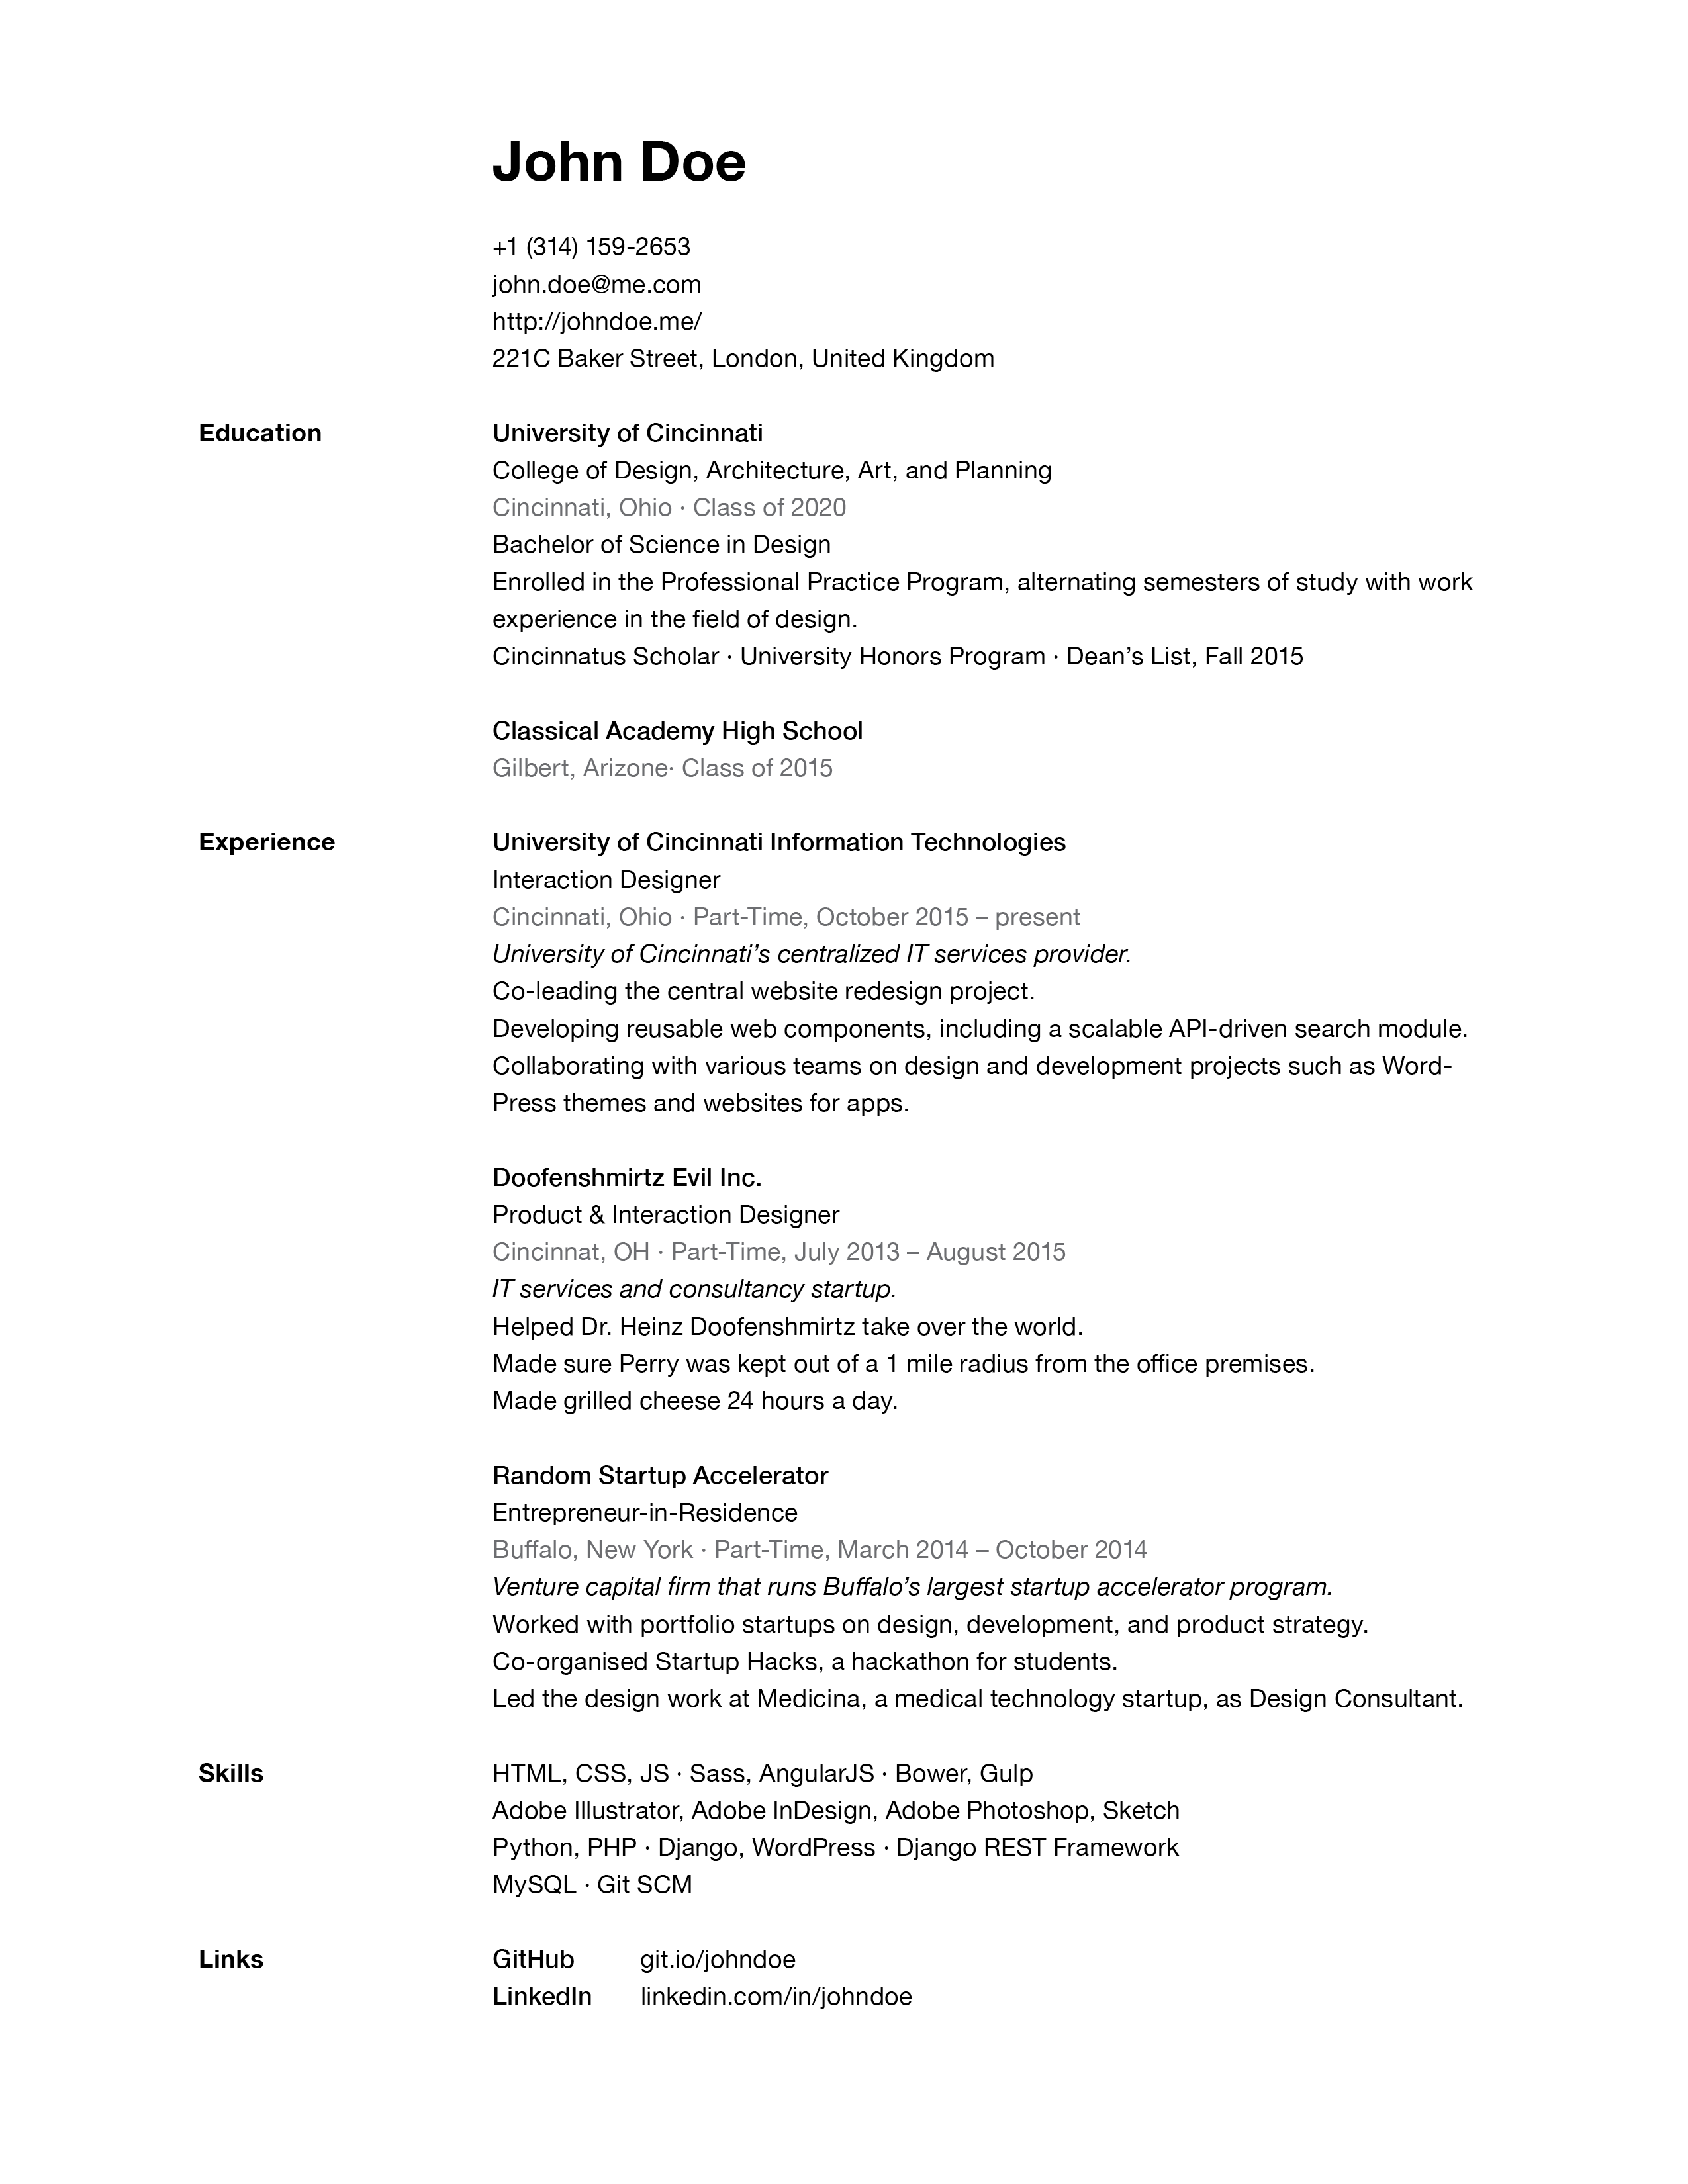 John Doe
+1 (314) 159-2653
john.doe@me.com
http://johndoe.me/
221C Baker Street, London, United Kingdom
Education
University of Cincinnati
College of Design, Architecture, Art, and Planning
Cincinnati, Ohio · Class of 2020
Bachelor of Science in Design
Enrolled in the Professional Practice Program, alternating semesters of study with work
experience in the field of design.
Cincinnatus Scholar · University Honors Program · Dean’s List, Fall 2015
Classical Academy High School
Gilbert, Arizone· Class of 2015
Experience
University of Cincinnati Information Technologies
Interaction Designer
Cincinnati, Ohio · Part-Time, October 2015 – present
University of Cincinnati’s centralized IT services provider.
Co-leading the central website redesign project.
Developing reusable web components, including a scalable API-driven search module.
Collaborating with various teams on design and development projects such as Word-
Press themes and websites for apps.
Doofenshmirtz Evil Inc.
Product & Interaction Designer
Cincinnat, OH · Part-Time, July 2013 – August 2015
IT services and consultancy startup.
Helped Dr. Heinz Doofenshmirtz take over the world.
Made sure Perry was kept out of a 1 mile radius from the office premises.
Made grilled cheese 24 hours a day.
Random Startup Accelerator
Entrepreneur-in-Residence
Buffalo, New York · Part-Time, March 2014 – October 2014
Venture capital firm that runs Buffalo’s largest startup accelerator program.
Worked with portfolio startups on design, development, and product strategy.
Co-organised Startup Hacks, a hackathon for students.
Led the design work at Medicina, a medical technology startup, as Design Consultant.
Skills
HTML, CSS, JS · Sass, AngularJS · Bower, Gulp
Adobe Illustrator, Adobe InDesign, Adobe Photoshop, Sketch
Python, PHP · Django, WordPress · Django REST Framework
MySQL · Git SCM
Links
GitHub git.io/johndoe
LinkedIn linkedin.com/in/johndoe